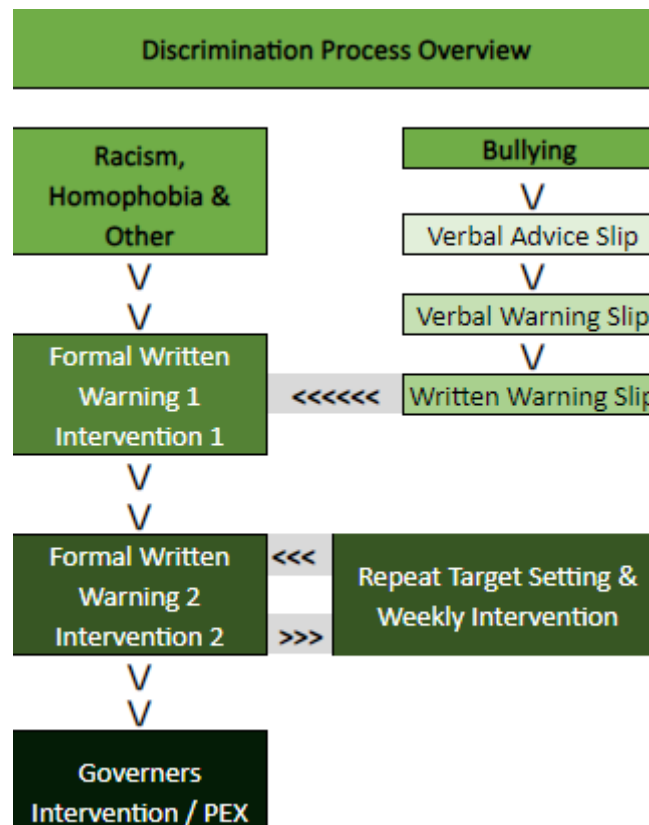 Discrimination Process Overview
Racism,
Homophobia &
Other
\/
\/
Bullying
\/
Verbal Advice Slip
\/
Verbal Warning Slip
\/
Written Warning Slip
<<<<<<
Formal Written
Warning 1
Intervention 1
\/
\/
Formal Written
Warning 2
Intervention 2
<<<
>>>
Repeat Target Setting &
Weekly Intervention
\/
\/
Governers
Intervention / PEX